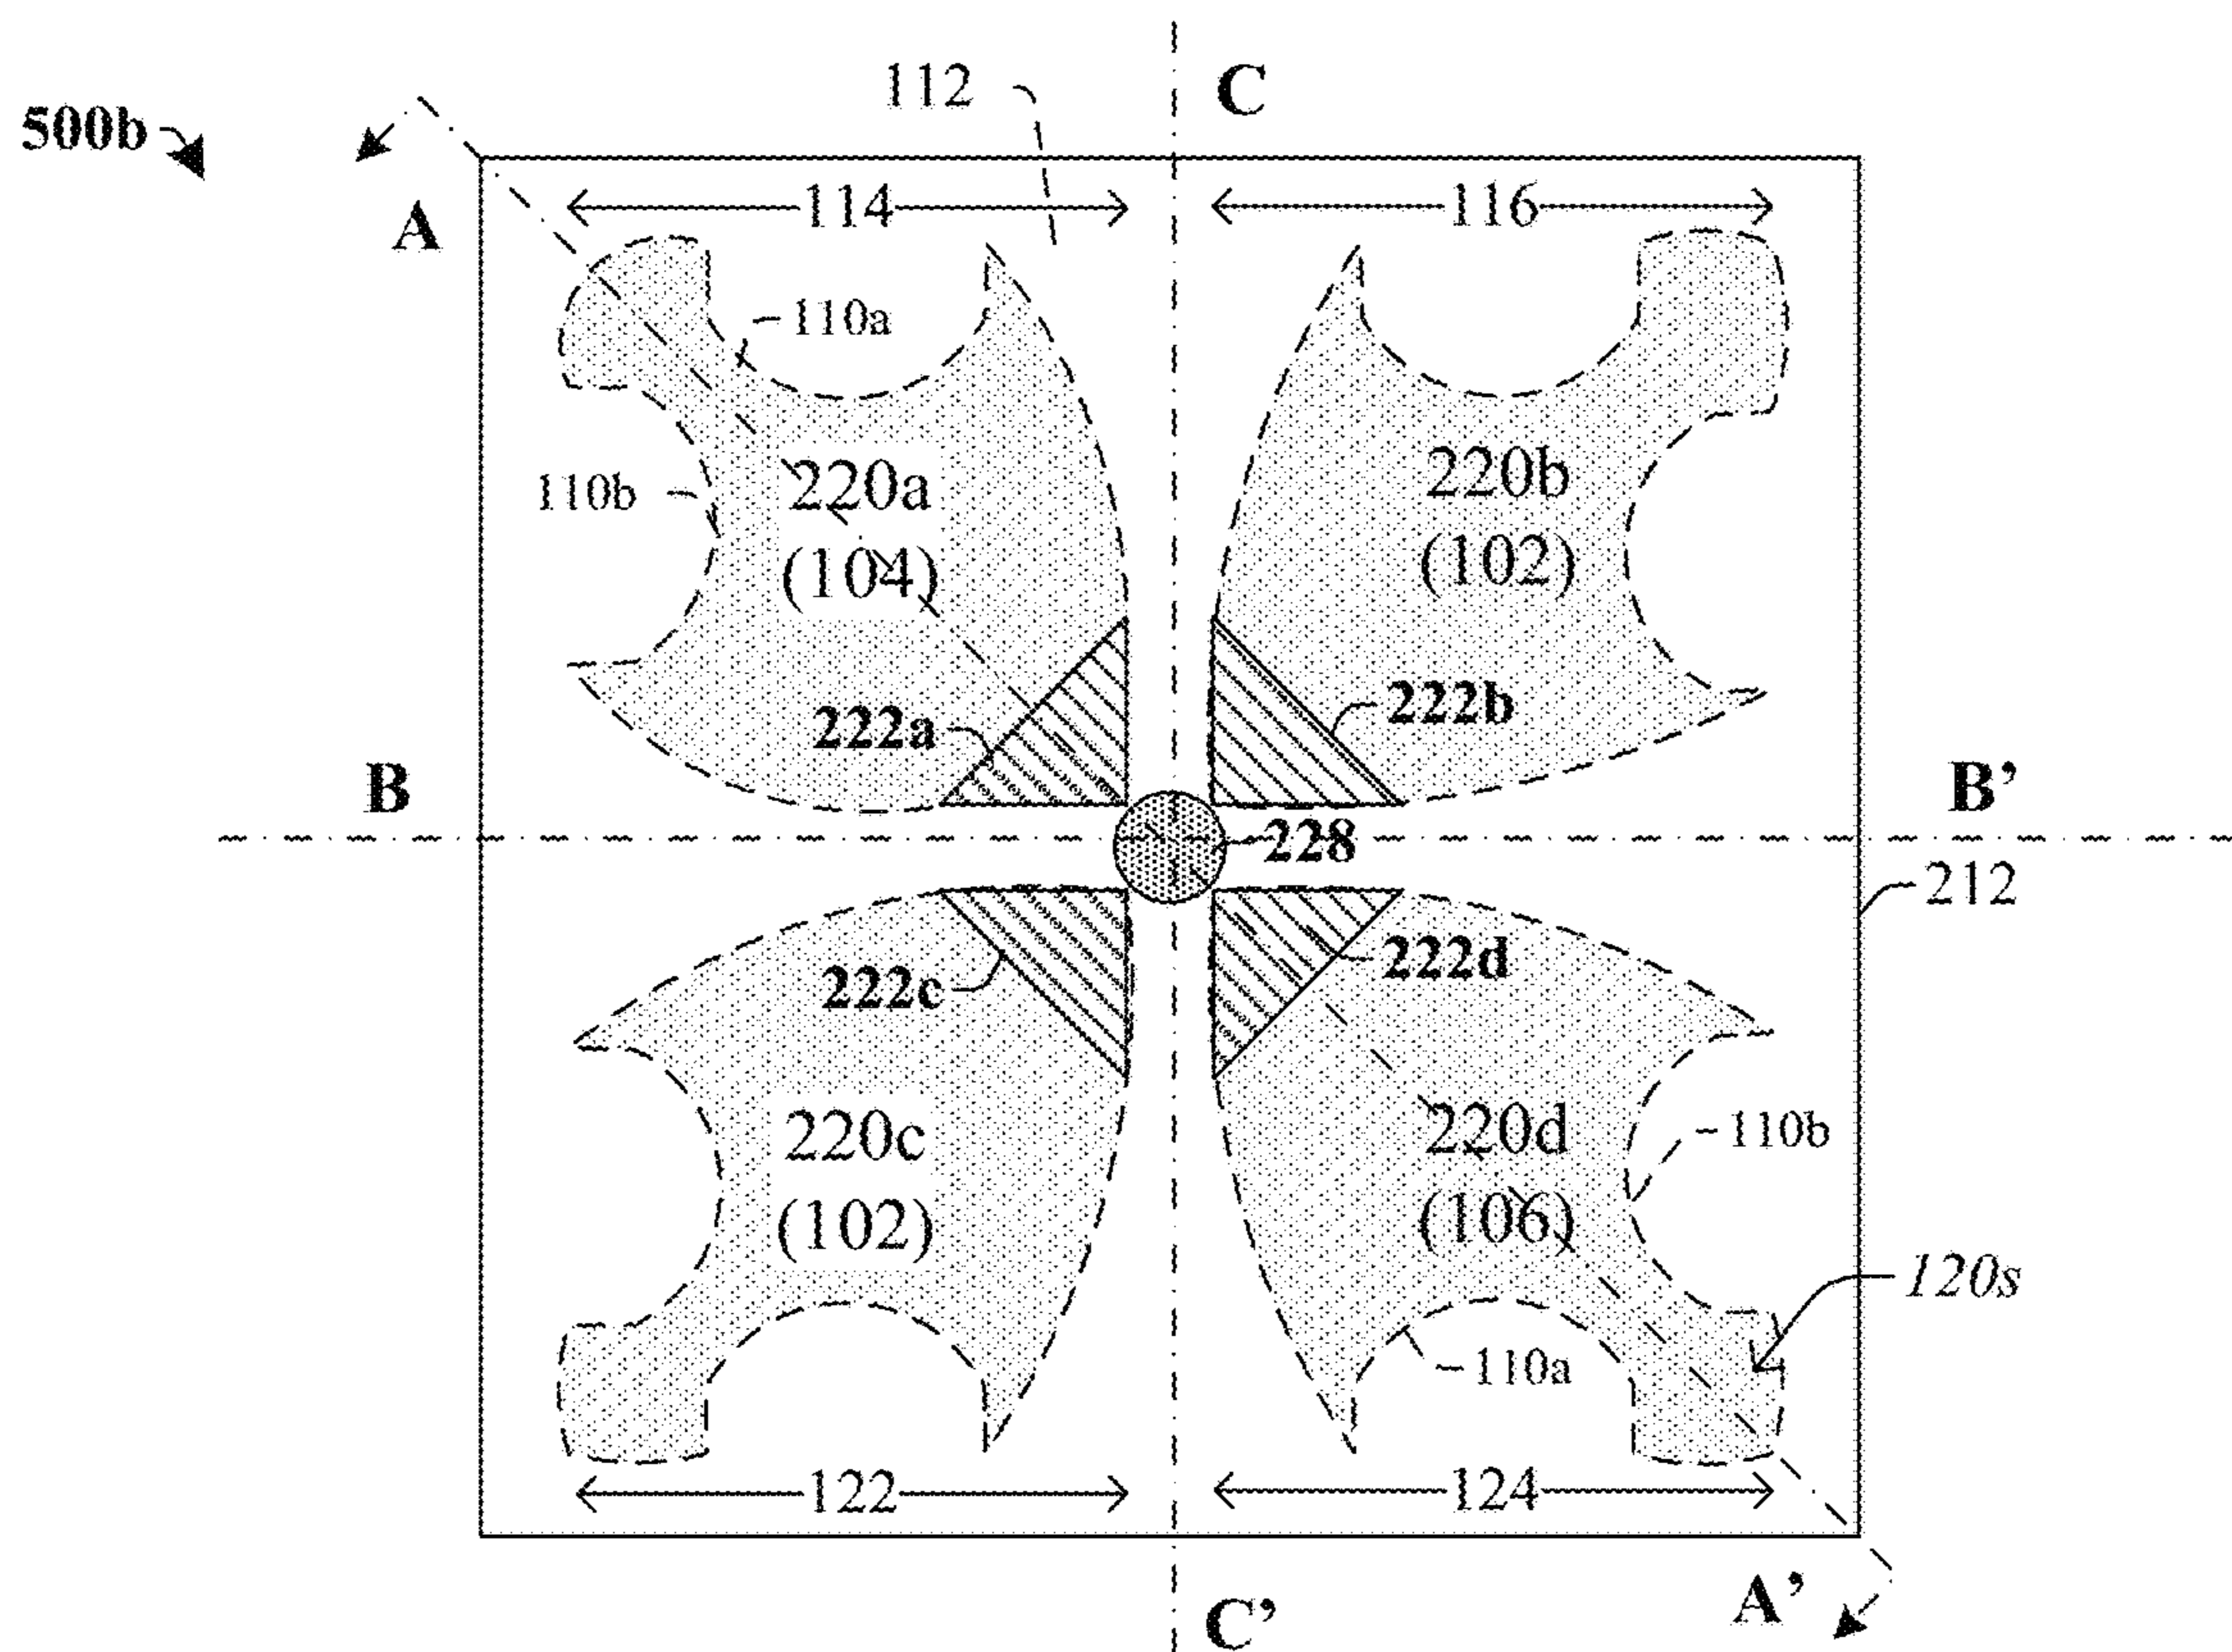 112
C
500b
A
114
116
110a
220a
(104)
220b
(102)
110b
222a
222b
B
B’
228
212
222c
222d
220c
(102)
220d
(106)
110b
120s
110a
122
124
A’
C’